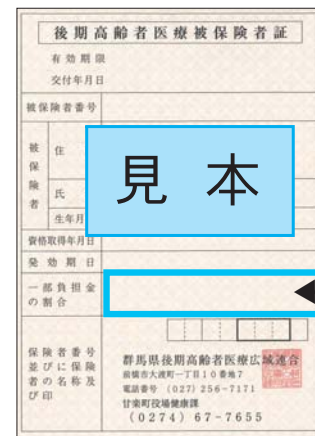 後期高齢者医療被保険者証
有効期限
交付年月日
被保険者番号
被保険者
住
氏
生年月
見本
資格取得年月日
発効期日
一部負担金
の割合
保険者番号
並びに保険
者の名称及
び印
群馬県後期高齢者医療広域連合
前橋市大渡町一丁目10番地7
電話番号 (027) 256-7171
甘楽町役場健康課
(0274) 67-7655